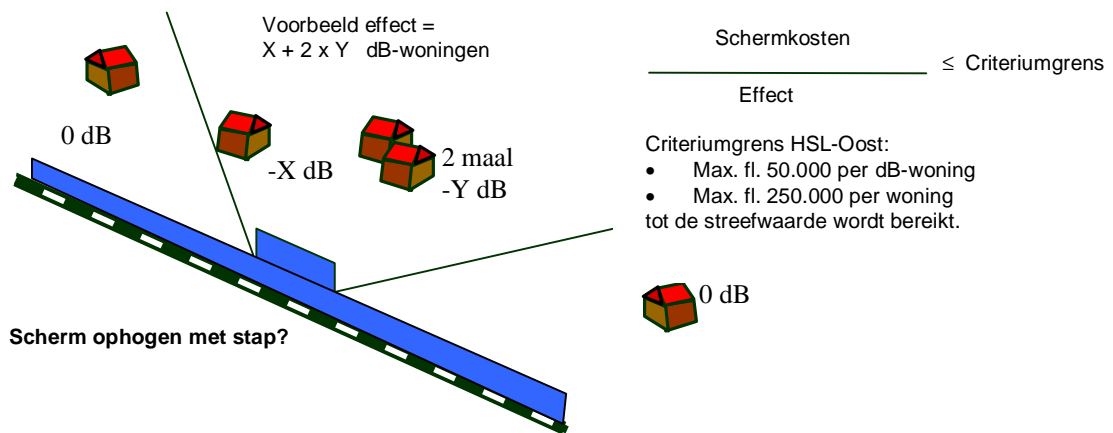 Voorbeeld effect =
X + 2 x Y dB-woningen
0 dB
-X dB
2 maal
-Y dB
Scherm ophogen met stap?
Schermkosten
≤ Criteriumgrens
Effect
Criteriumgrens HSL-Oost:
• Max. fl. 50.000 per dB-woning
• Max. fl. 250.000 per woning
tot de streefwaarde wordt bereikt.
0 dB